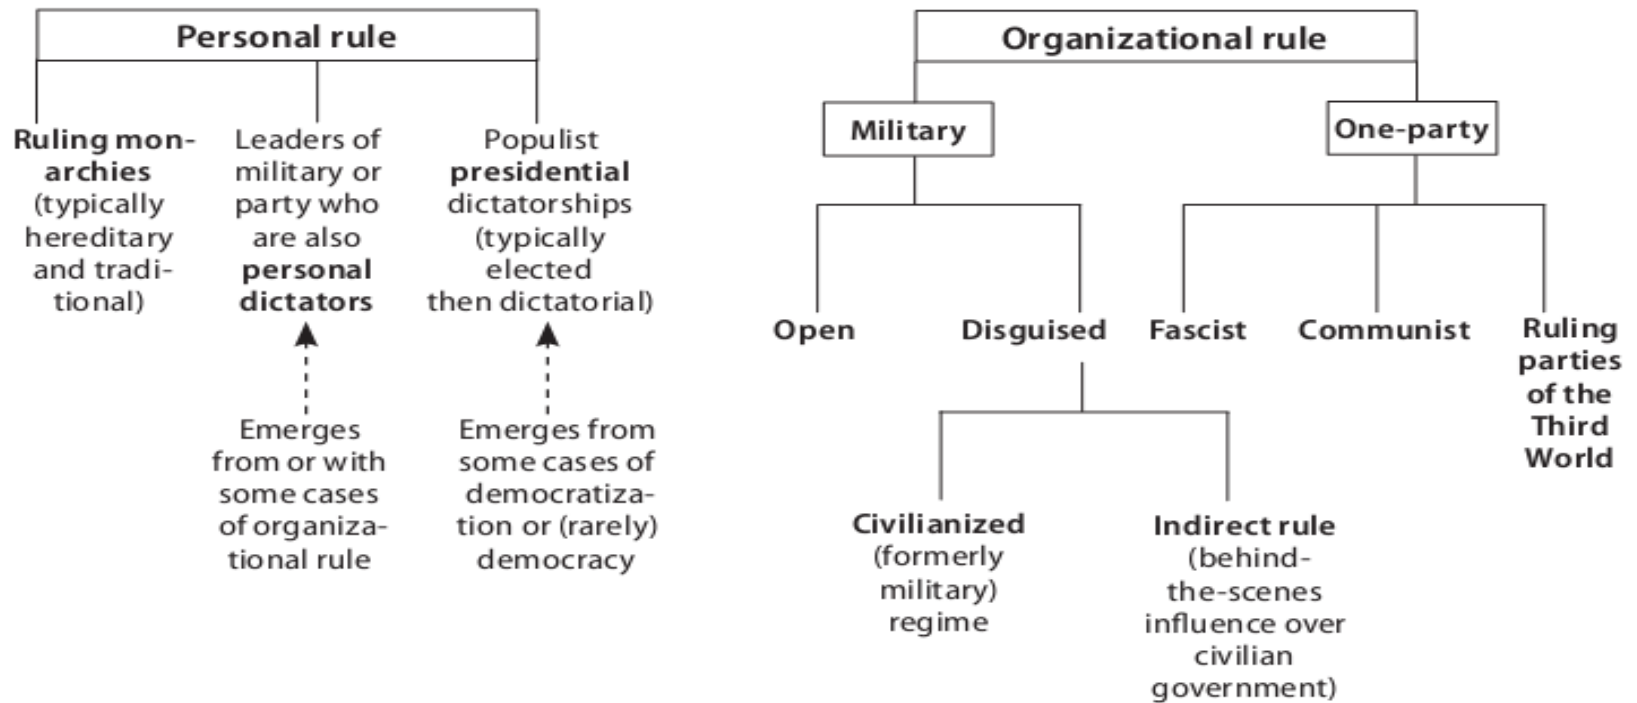 Personal rule
Ruling mon-
archies
(typically
hereditary
and tradi-
tional)
Leaders of
military or
party who
are also
personal
dictators
Populist
presidential
dictatorships
(typically
elected
then dictatorial)
Emerges
from or with
some cases
of organiza-
tional rule
Emerges from
some cases of
democratiza-
tion or (rarely)
democracy
Organizational rule
Military
One-party
Open
Disguised
Fascist
Communist
Ruling
parties
of the
Third
World
Civilianized
(formerly
military)
regime
Indirect rule
(behind-
the-scenes
influence over
civilian
government)